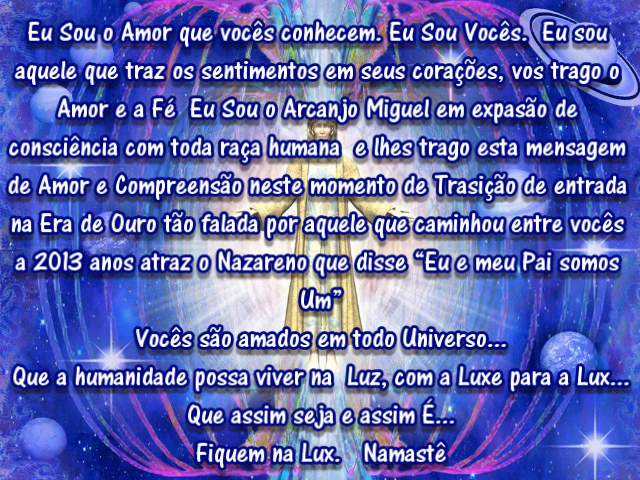 Eu Sou o Amor que vocês conhecem. Eu Sou Vocês. Eu sou
aquele que traz os sentimentos em seus corações, vos trago o
Amor e a Fé Eu Sou o Arcanjo Miguel em expasão de
consciência com toda raça humana e lhes trago esta mensagem
de Amor e Compreensão neste momento de Trasição de entrada
na Era de Ouro tão falada por aquele que caminhou entre vocês
a 2013 anos atraz o Nazareno que disse “Eu e meu Pai somos
Um”
Vocês são amados em todo Universo...
Que a humanidade possa viver na Luz, com a Luxe para a Lux...
Que assim seja e assim É...
Fiquem na Lux. Namastê